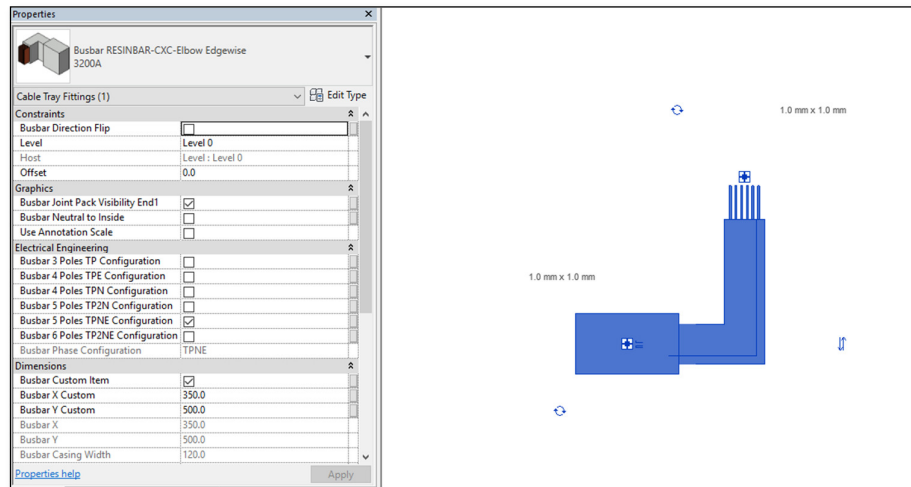 Properties
Busbar RESINBAR-CXC-Elbow Edgewise
3200A
Cable Tray Fittings (1)
Edit Type
Constraints
Busbar Direction Flip
Level Level 0
Host Level : Level 0
Offset 0.0
Graphics
Busbar Joint Pack Visibility End1
Busbar Neutral to Inside
Use Annotation Scale
Electrical Engineering
Busbar 3 Poles TP Configuration
Busbar 4 Poles TPE Configuration
Busbar 4 Poles TPN Configuration
Busbar 5 Poles TP2N Configuration
Busbar 5 Poles TPNE Configuration
Busbar 6 Poles TP2NE Configuration
Busbar Phase Configuration TPNE
Dimensions
Busbar Custom Item
Busbar X Custom 350.0
Busbar Y Custom 500.0
Busbar X 350.0
Busbar Y 500.0
Busbar Casing Width 120.0
Properties help
Apply
1.0 mm x 1.0 mm
1.0 mm x 1.0 mm